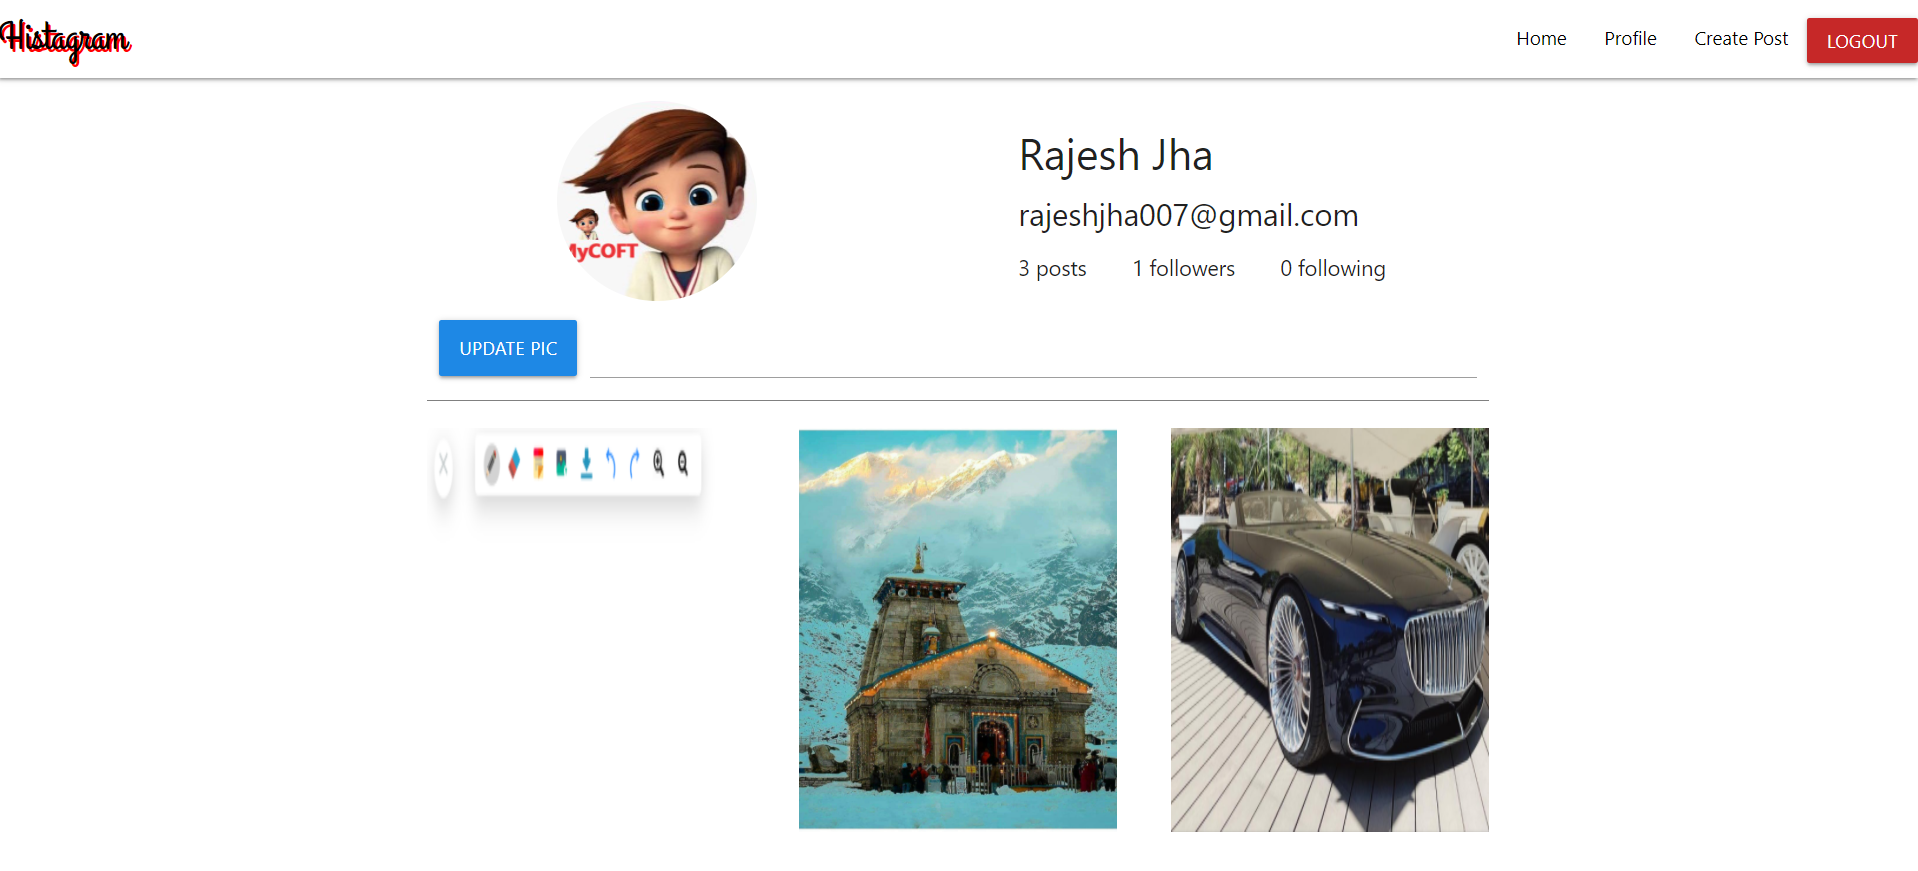 Histagram
Home Profile Create Post LOGOUT
Rajesh Jha
rajeshjha007@gmail.com
3 posts 1 followers 0 following
MyCOFT
UPDATE PIC